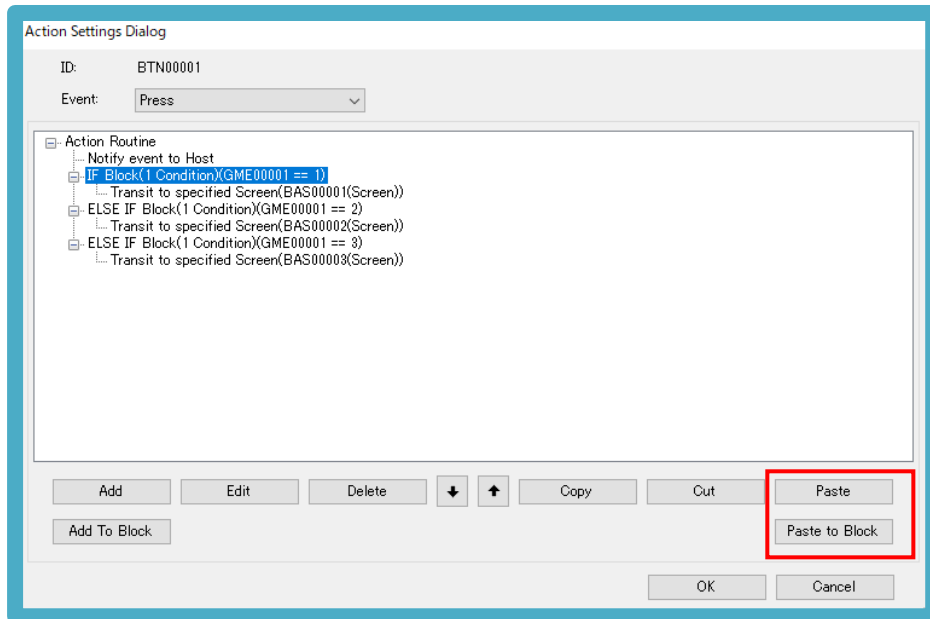 Action Settings Dialog
ID: BTN00001
Event: Press
Action Routine
Notify event to Host
IF Block(1 Condition)(GME00001 == 1)
Transit to specified Screen(BAS00001(Screen))
ELSE IF Block(1 Condition)(GME00001 == 2)
Transit to specified Screen(BAS00002(Screen))
ELSE IF Block(1 Condition)(GME00001 == 3)
Transit to specified Screen(BAS00003(Screen))
Add Edit Delete Copy Cut Paste
Add To Block Paste to Block
OK Cancel